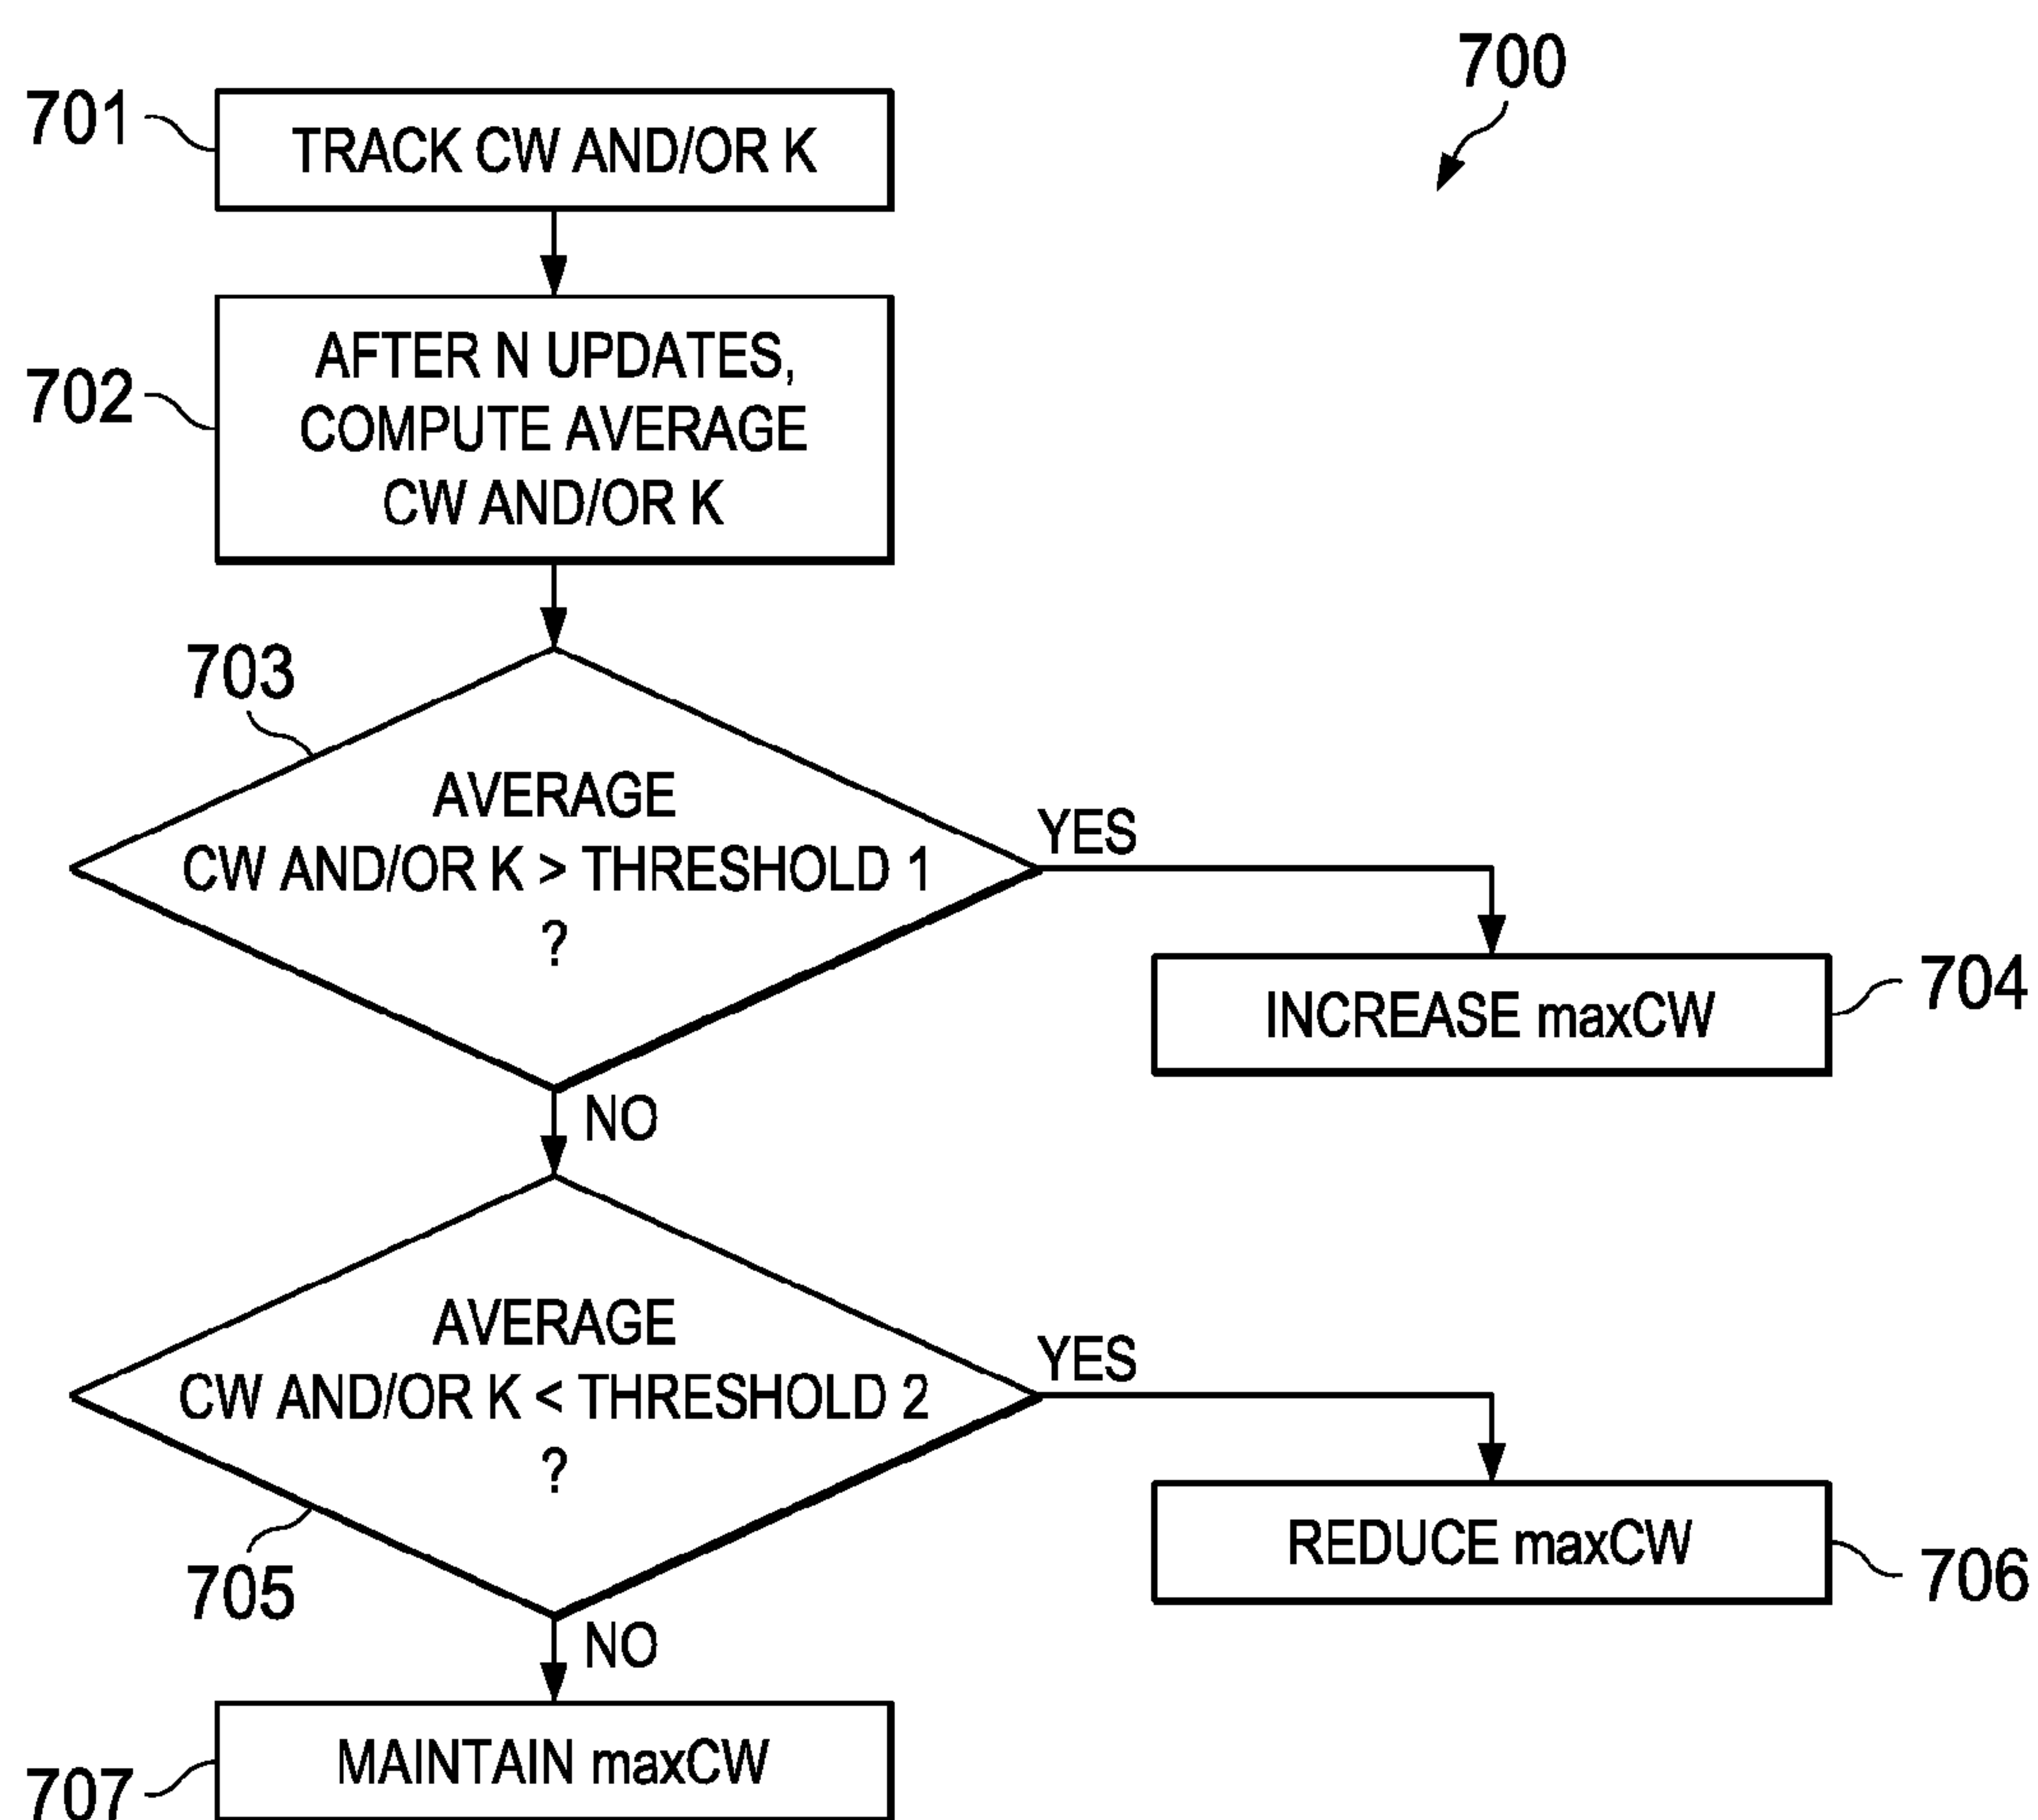 700
701
TRACK CW AND/OR K
702
AFTER N UPDATES,
COMPUTE AVERAGE
CW AND/OR K
703
AVERAGE
CW AND/OR K > THRESHOLD 1
?
YES
INCREASE maxCW
704
NO
AVERAGE
CW AND/OR K < THRESHOLD 2
?
YES
705
REDUCE maxCW
706
NO
MAINTAIN maxCW
707